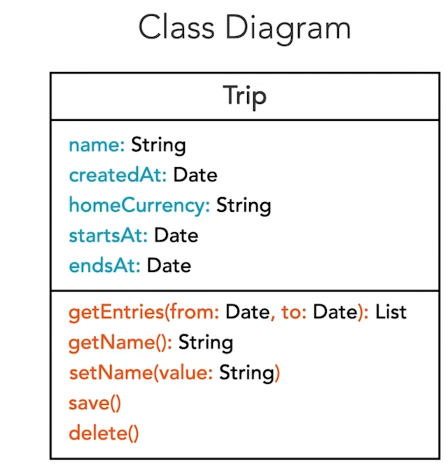 Class Diagram
Trip
name: String
createdAt: Date
homeCurrency: String
startsAt: Date
endsAt: Date
getEntries(from: Date, to: Date): List
getName(): String
setName(value: String)
save()
delete()